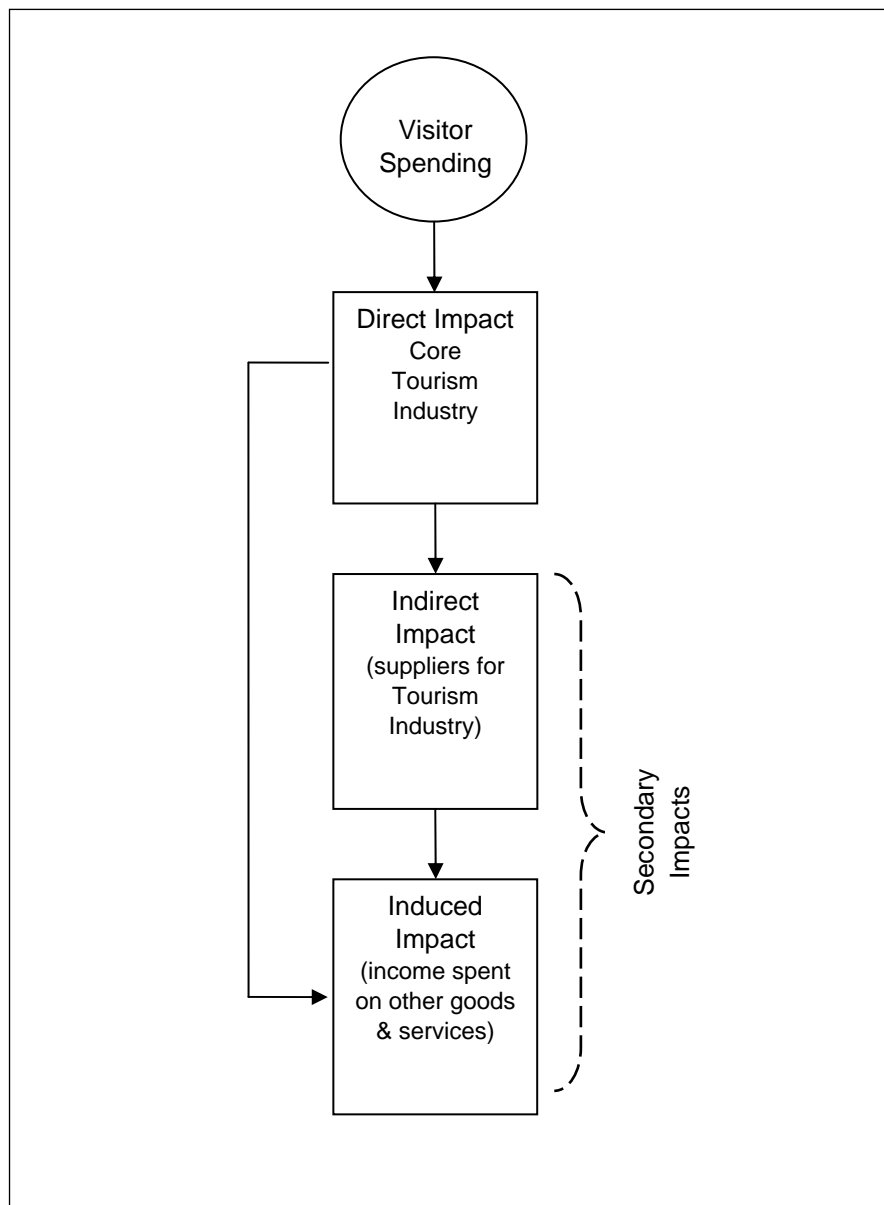 Visitor
Spending
Direct Impact
Core
Tourism
Industry
Indirect
Impact
(suppliers for
Tourism
Industry)
Secondary
Impacts
Induced
Impact
(income spent
on other goods
& services)